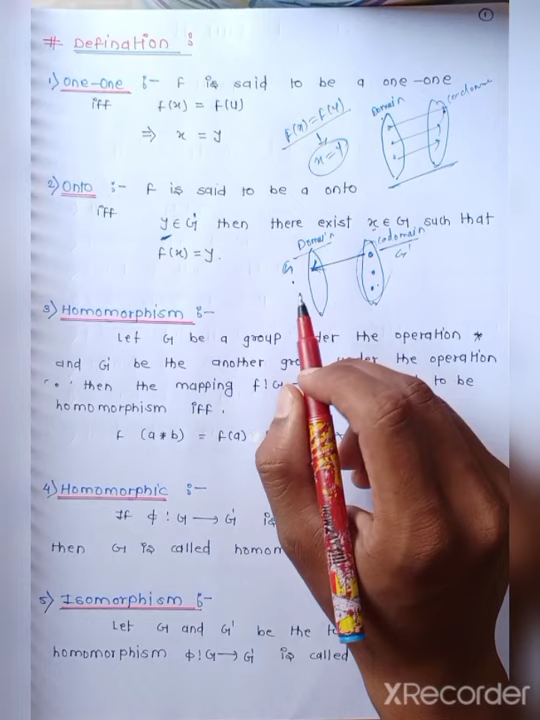 ①
# Defination :
1) One-One :- f is said to be a one-one
iff f(x) = f(y)
⇒ x = y
f(x) = f(y)
x = y
Domain
2) Onto :- f is said to be a onto
iff
y ∈ G' then there exist x ∈ G such that
f(x) = y.
Domain
G
codomain
G'
3) Homomorphism :-
Let G be a group the operation *
and G' be the another under the operation
then the mapping f: G to be
homomorphism iff.
f (a * b) = f(a)
4) Homomorphic :-
If φ : G → G' is
then G is called
5) Isomorphism :-
Let G and G' be the
homomorphism φ: G → G' is called
XRecorder